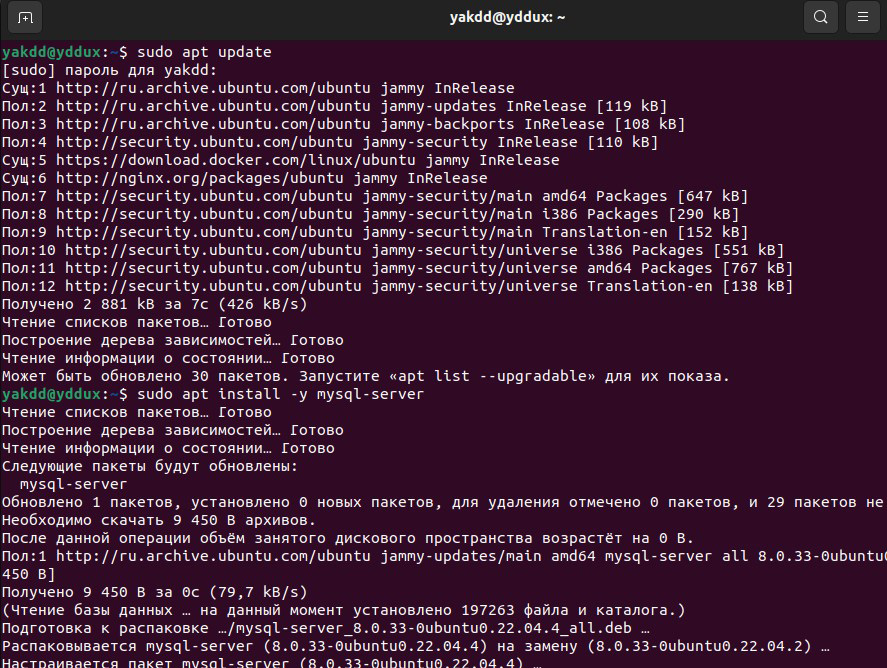 yakdd@yddux: ~
yakdd@yddux:~$ sudo apt update
[sudo] пароль для yakdd:
Сущ:1 http://ru.archive.ubuntu.com/ubuntu jammy InRelease
Пол:2 http://ru.archive.ubuntu.com/ubuntu jammy-updates InRelease [119 kB]
Пол:3 http://ru.archive.ubuntu.com/ubuntu jammy-backports InRelease [108 kB]
Пол:4 http://security.ubuntu.com/ubuntu jammy-security InRelease [110 kB]
Сущ:5 https://download.docker.com/linux/ubuntu jammy InRelease
Сущ:6 http://nginx.org/packages/ubuntu jammy InRelease
Пол:7 http://security.ubuntu.com/ubuntu jammy-security/main amd64 Packages [647 kB]
Пол:8 http://security.ubuntu.com/ubuntu jammy-security/main i386 Packages [290 kB]
Пол:9 http://security.ubuntu.com/ubuntu jammy-security/main Translation-en [152 kB]
Пол:10 http://security.ubuntu.com/ubuntu jammy-security/universe i386 Packages [551 kB]
Пол:11 http://security.ubuntu.com/ubuntu jammy-security/universe amd64 Packages [767 kB]
Пол:12 http://security.ubuntu.com/ubuntu jammy-security/universe Translation-en [138 kB]
Получено 2 881 kB за 7с (426 kB/s)
Чтение списков пакетов… Готово
Построение дерева зависимостей… Готово
Чтение информации о состоянии… Готово
Может быть обновлено 30 пакетов. Запустите «apt list --upgradable» для их показа.
yakdd@yddux:~$ sudo apt install -y mysql-server
Чтение списков пакетов… Готово
Построение дерева зависимостей… Готово
Чтение информации о состоянии… Готово
Следующие пакеты будут обновлены:
  mysql-server
Обновлено 1 пакетов, установлено 0 новых пакетов, для удаления отмечено 0 пакетов, и 29 пакетов не
Необходимо скачать 9 450 B архивов.
После данной операции объём занятого дискового пространства возрастёт на 0 B.
Пол:1 http://ru.archive.ubuntu.com/ubuntu jammy-updates/main amd64 mysql-server all 8.0.33-0ubuntu0
450 B]
Получено 9 450 B за 0с (79,7 kB/s)
(Чтение базы данных … на данный момент установлено 197263 файла и каталога.)
Подготовка к распаковке …/mysql-server_8.0.33-0ubuntu0.22.04.4_all.deb …
Распаковывается mysql-server (8.0.33-0ubuntu0.22.04.4) на замену (8.0.33-0ubuntu0.22.04.2) …
Настраивается пакет mysql-server (8.0.33-0ubuntu0.22.04.4) …